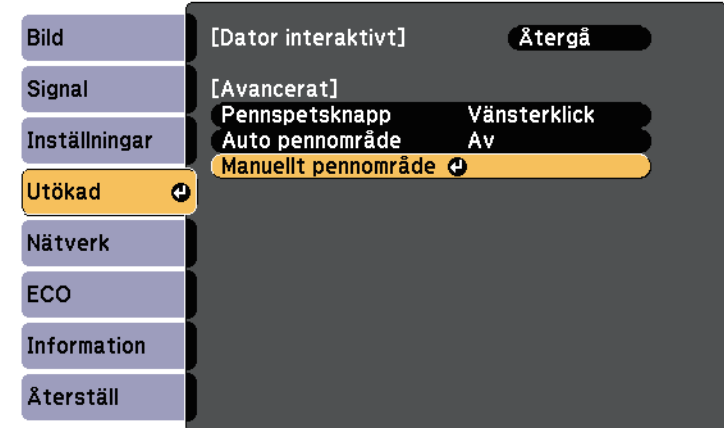 Bild
Signal
Inställningar
Utökad
Nätverk
ECO
Information
Återställ
[Dator interaktivt] Återgå
[Avancerat]
Pennspetsknapp Vänsterklick
Auto pennområde Av
Manuellt pennområde